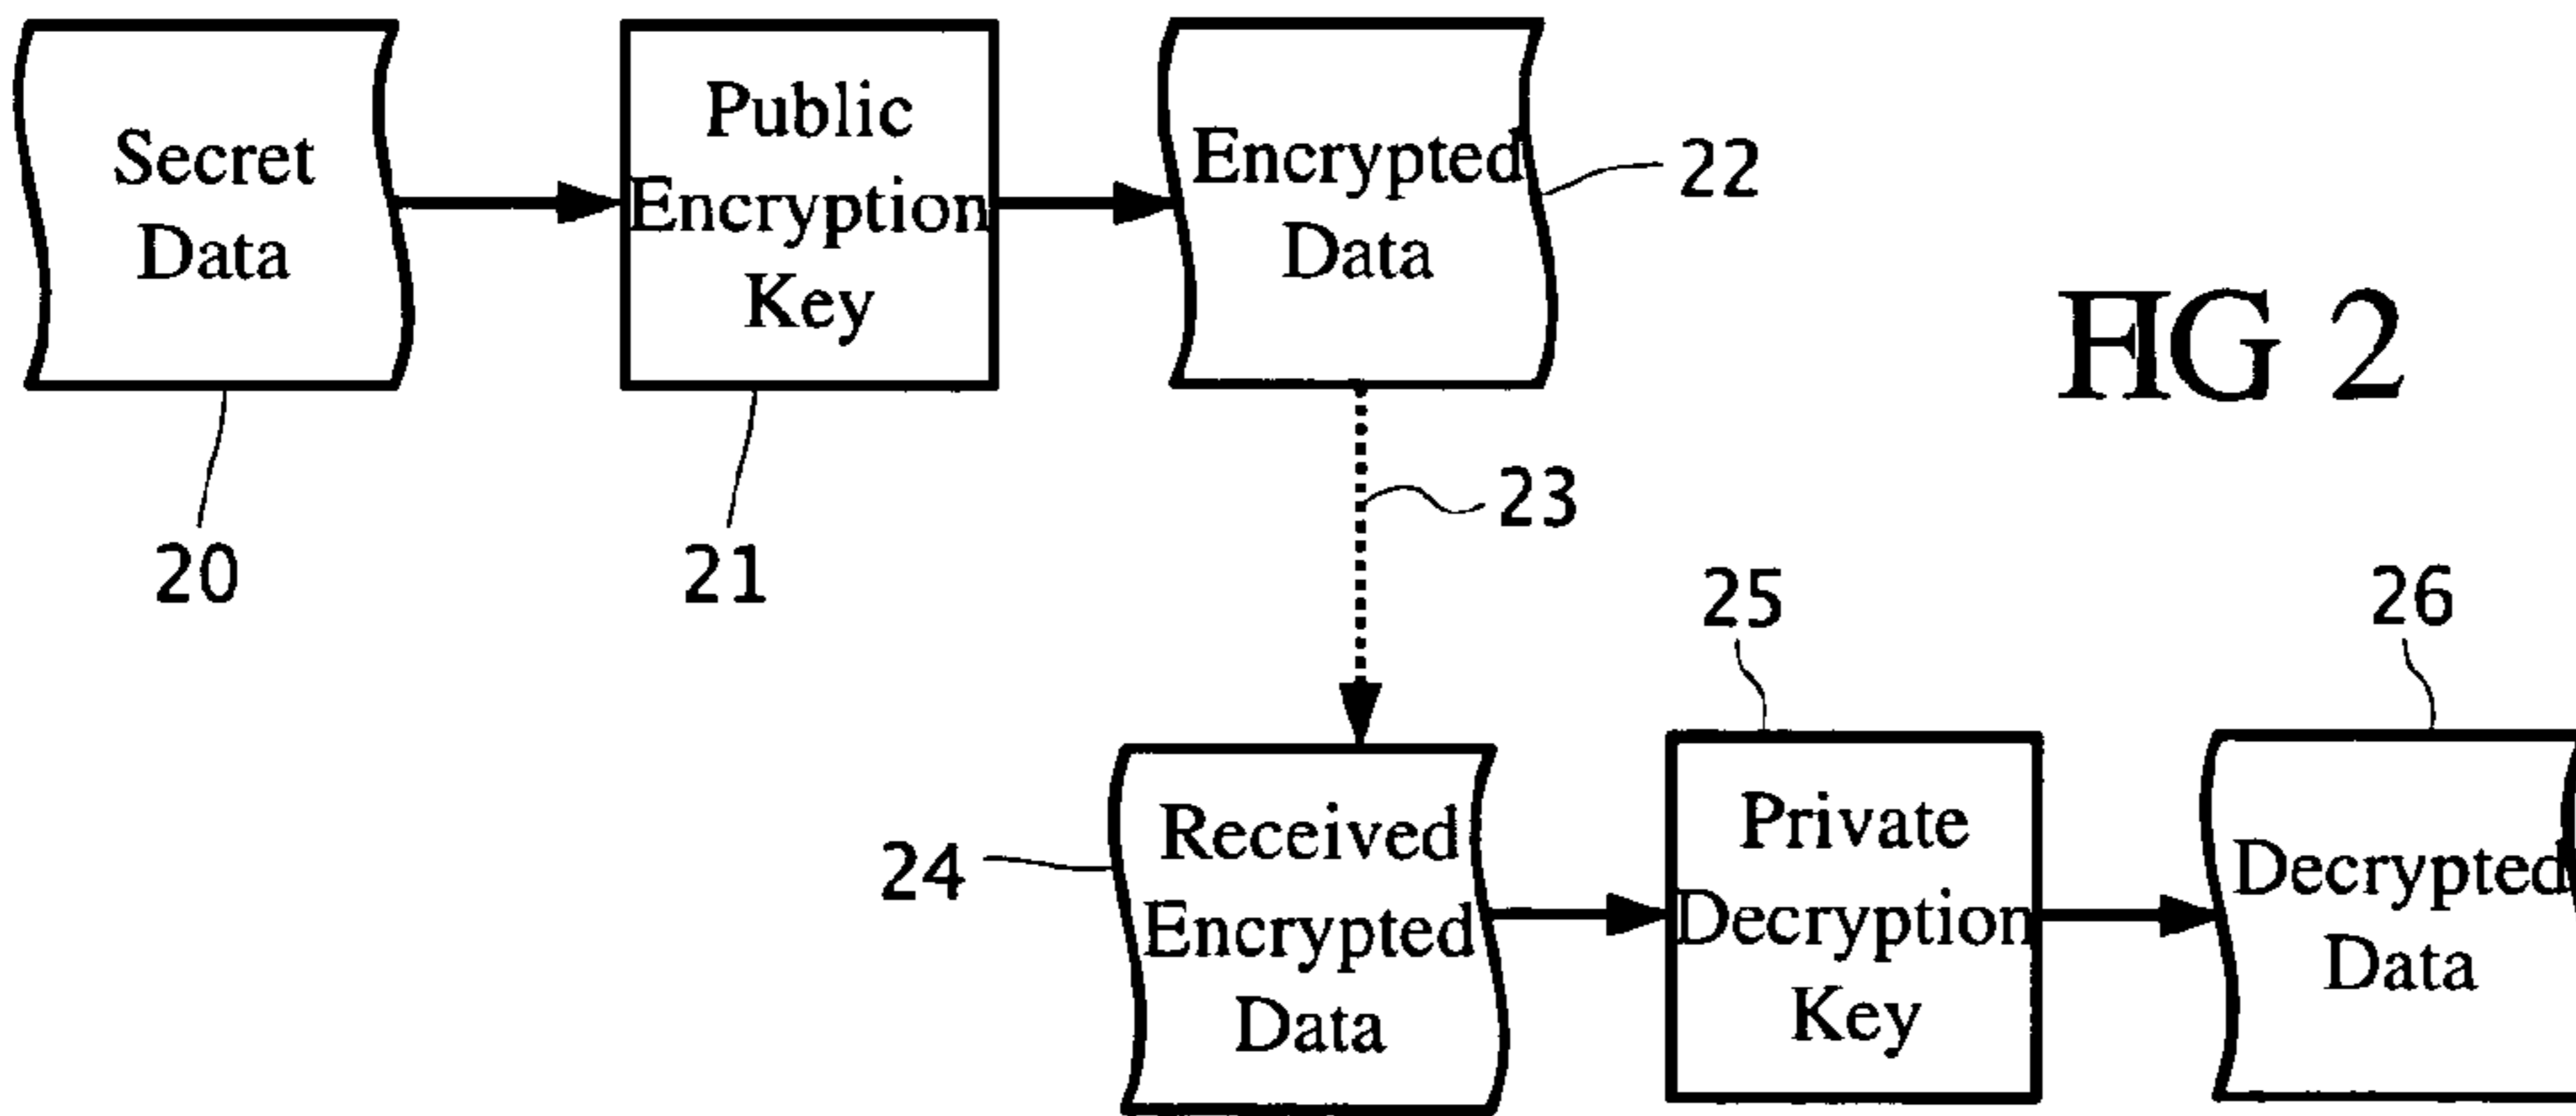 Secret
Data
Public
Encryption
Key
Encrypted
Data
22
FIG 2
23
20
21
25
26
24
Received
Encrypted
Data
Private
Decryption
Key
Decrypted
Data